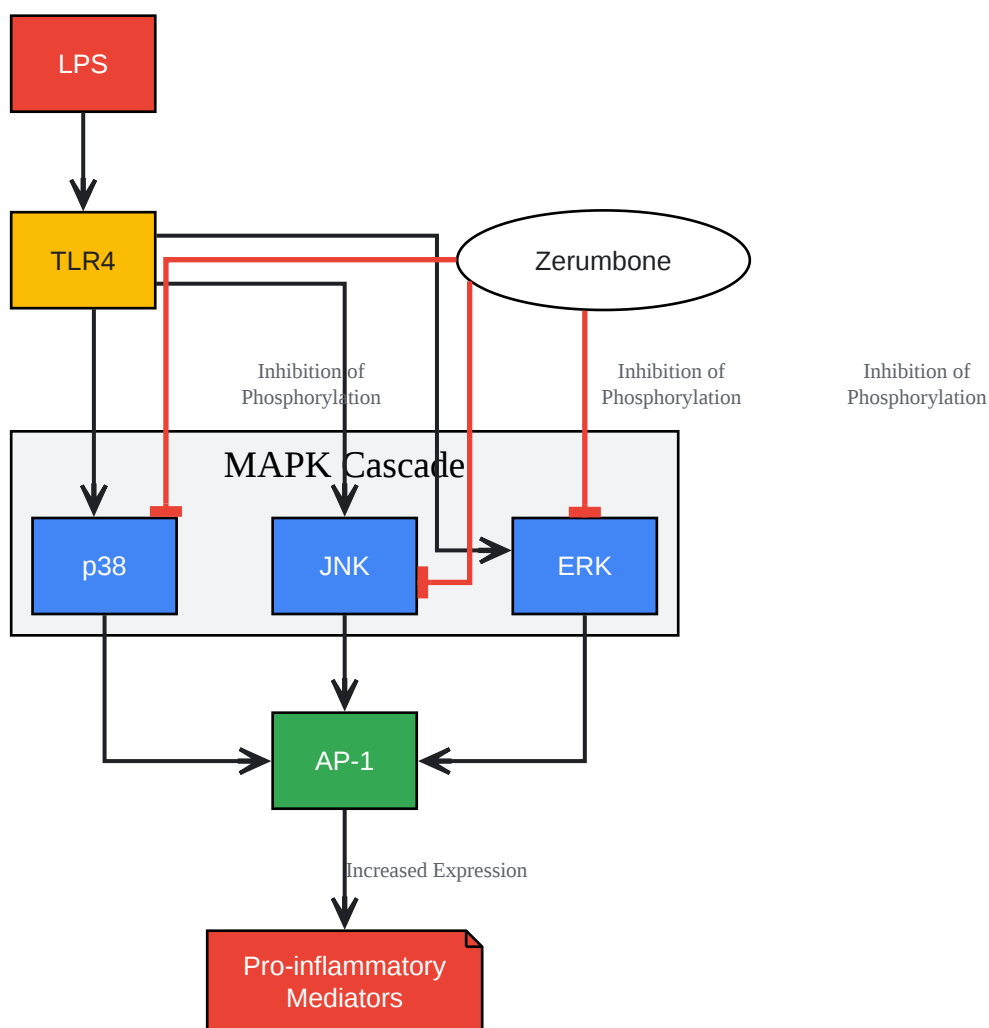 LPS
TLR4
Zerumbone
Inhibition of
Phosphorylation
Inhibition of
Phosphorylation
Inhibition of
Phosphorylation
MAPK Cascade
p38
JNK
ERK
AP-1
Increased Expression
Pro-inflammatory
Mediators